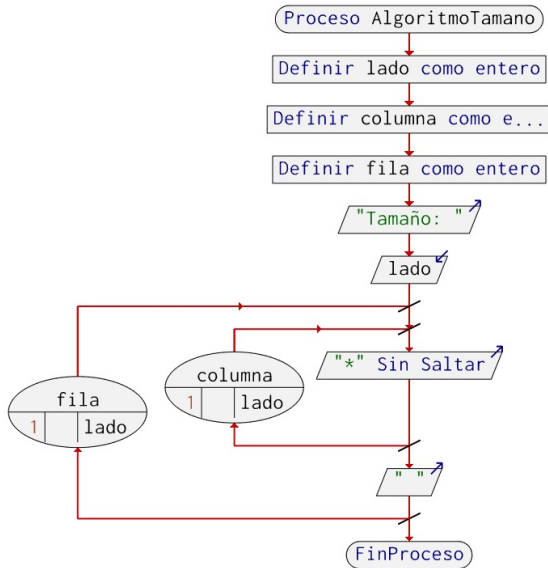 Proceso AlgoritmoTamano
Definir lado como entero
Definir columna como e...
Definir fila como entero
"Tamaño: "
lado
"*" Sin Saltar
columna
1 lado
fila
1 lado
" "
FinProceso